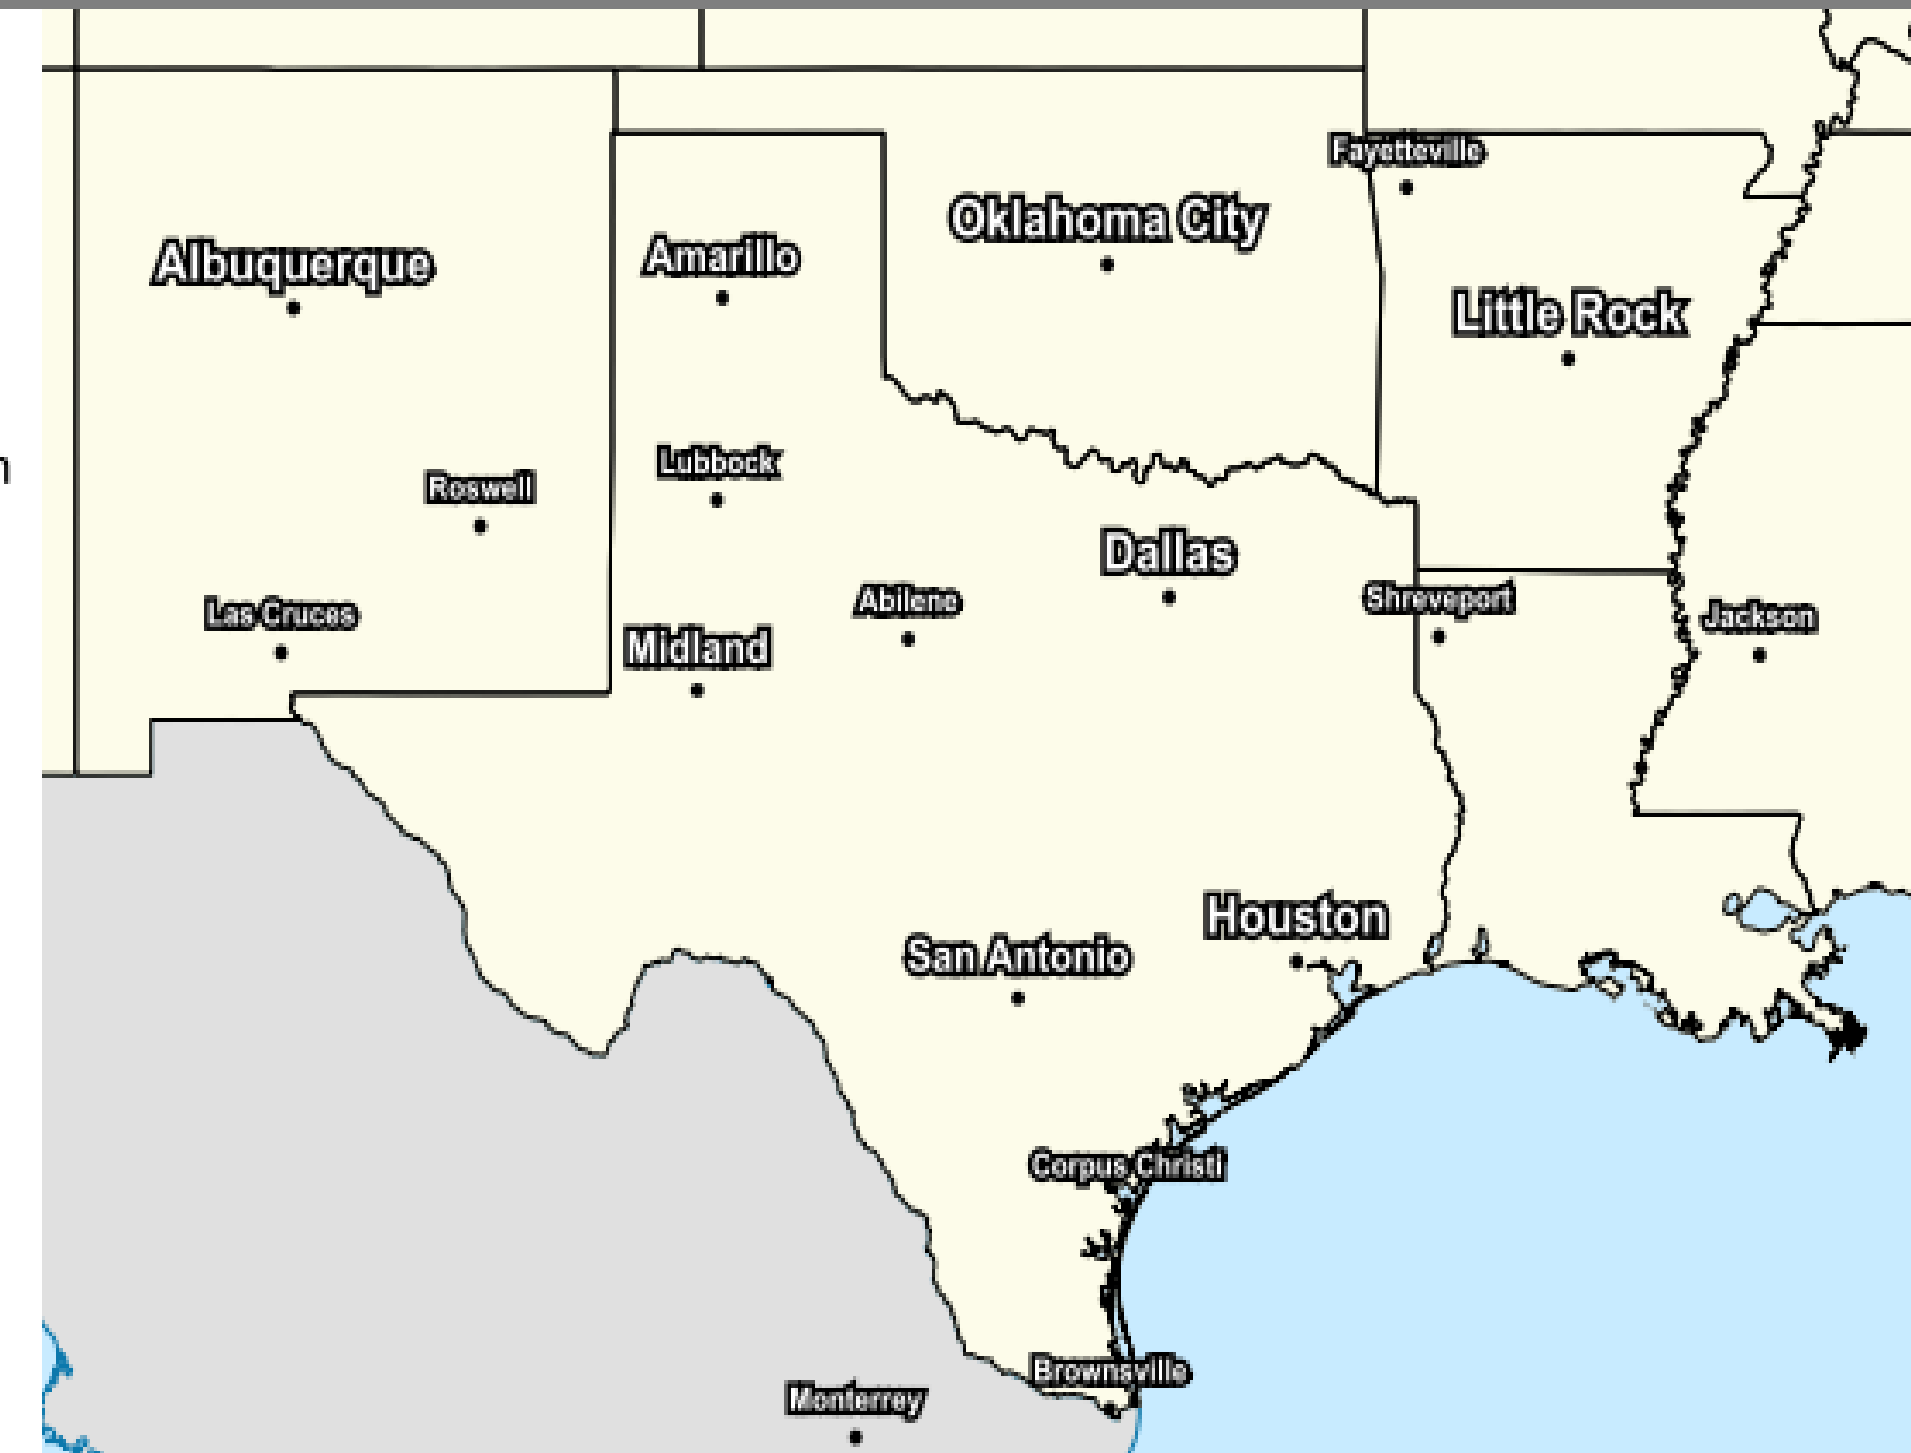 Fayetteville
Oklahoma City
Albuquerque
Amarillo
Little Rock
Lubbock
Roswell
Dallas
Abilene
Shreveport
Las Cruces
Jackson
Midland
Houston
San Antonio
Corpus Christi
Brownsville
Monterrey